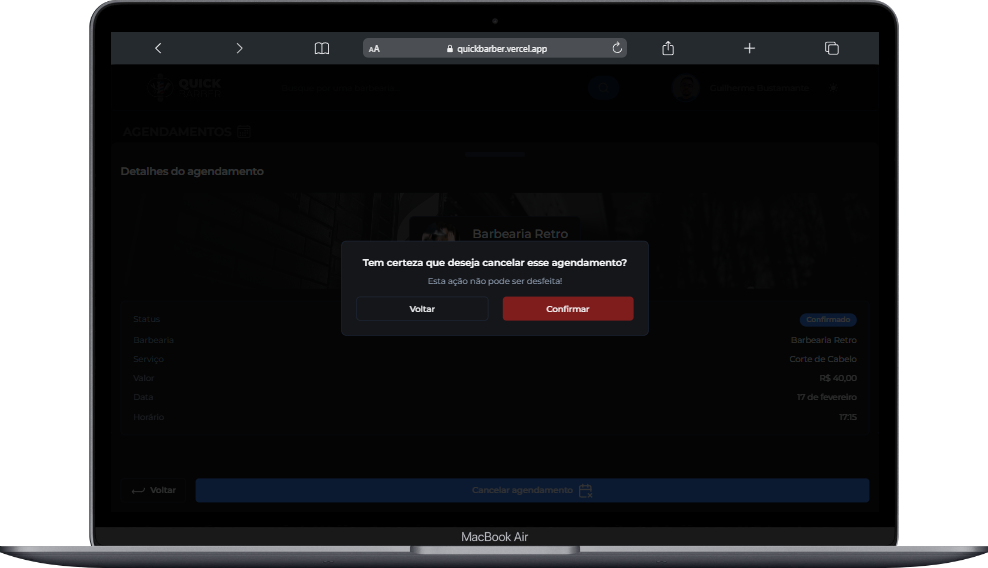 AA quickbarber.vercel.app
QUICK
AGENDAMENTOS
Detalhes do agendamento
Barbearia Retro
Tem certeza que deseja cancelar esse agendamento?
Esta ação não pode ser desfeita!
Voltar Confirmar
Status Confirmado
Barbearia Barbearia Retro
Serviço Corte de Cabelo
Valor R$ 40,00
Data 17 de fevereiro
Horário 17:15
Voltar Cancelar agendamento
MacBook Air